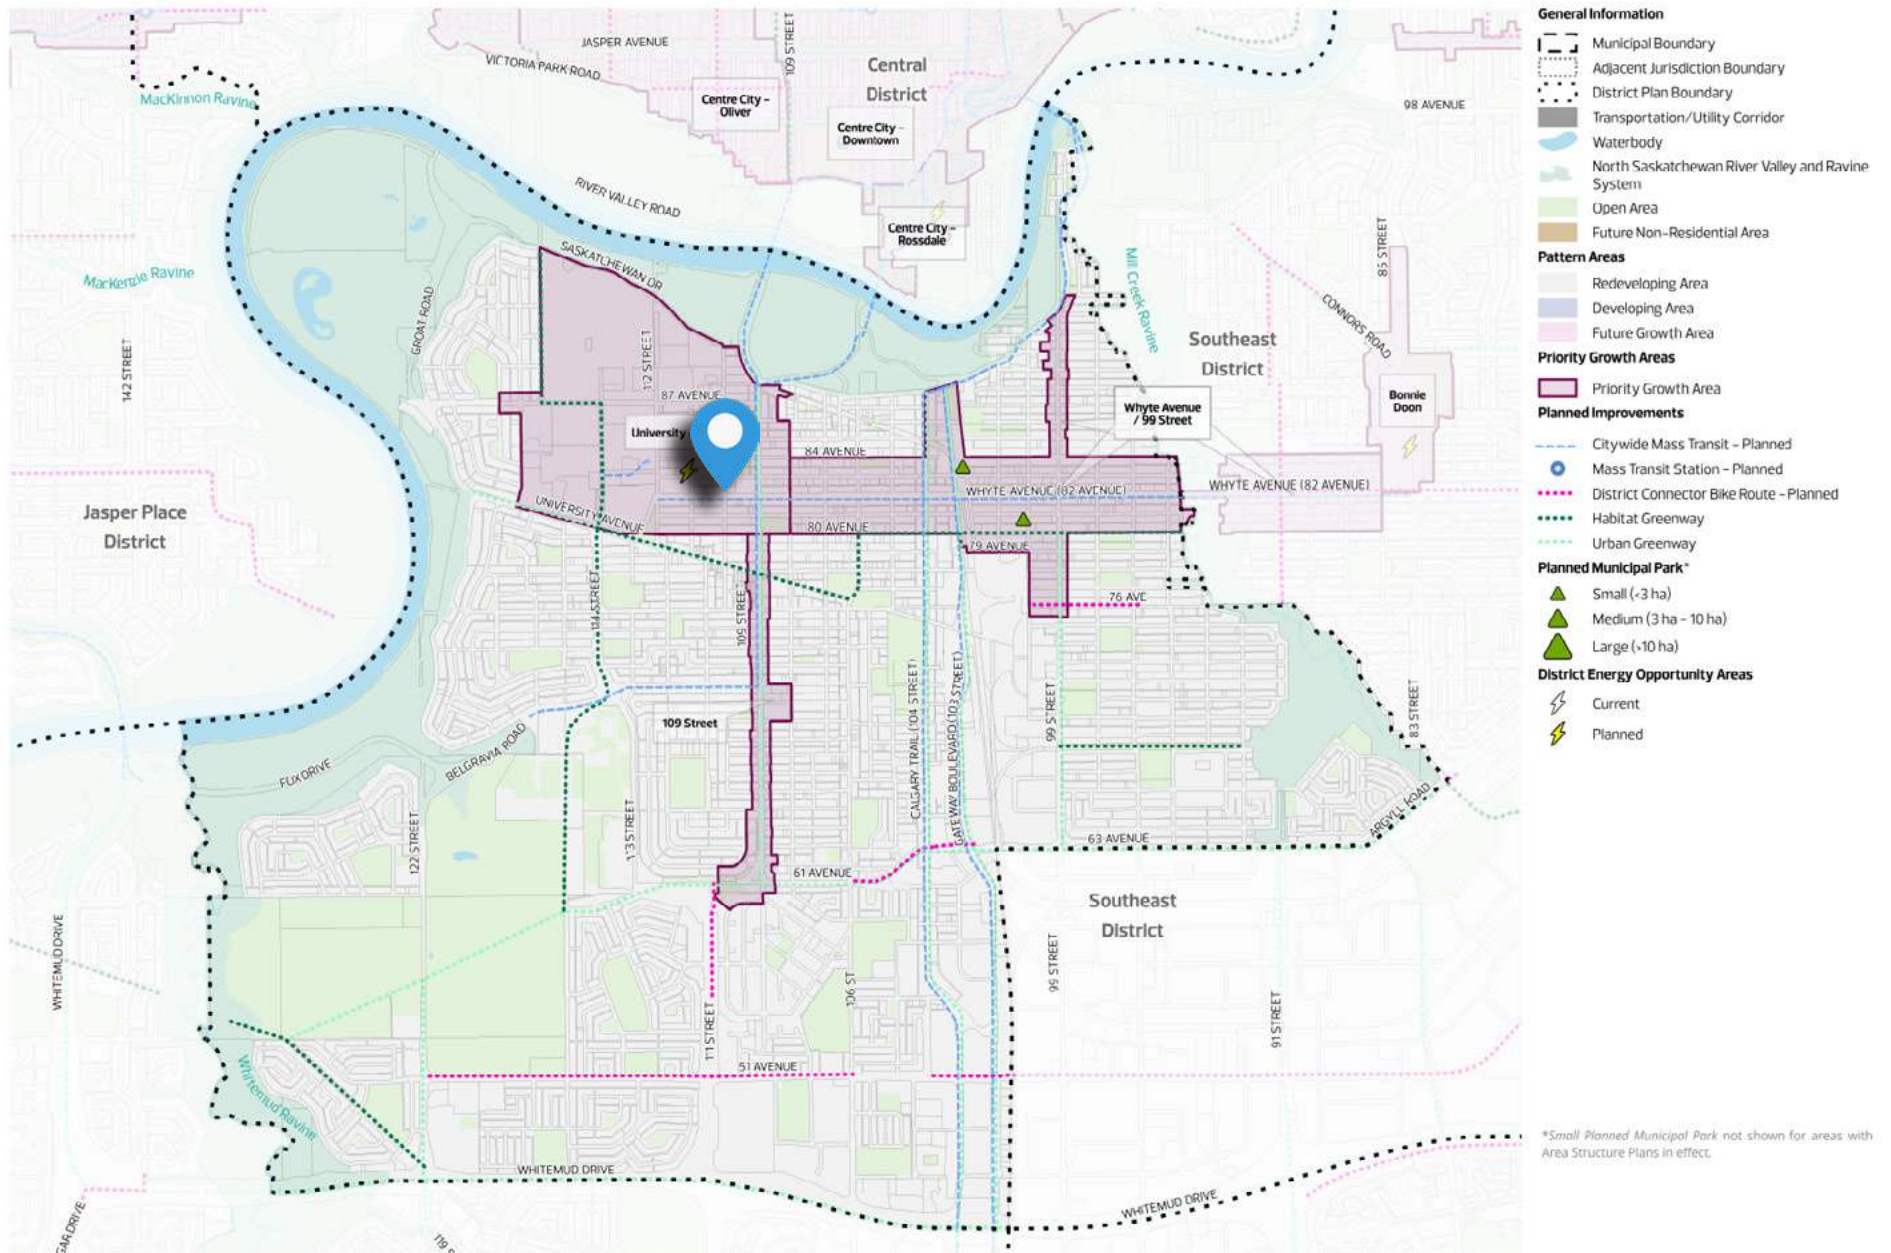 JASPER AVENUE
VICTORIA PARK ROAD
109 STREET
Central
District
MacKinnon Ravine
Centre City -
Oliver
Centre City -
Downtown
98 AVENUE
RIVER VALLEY ROAD
Centre City -
Rossdale
SASKATCHEWAN DR
MacKenzie Ravine
GROAT ROAD
Mill Creek Ravine
85 STREET
CONNORS ROAD
142 STREET
112 STREET
Southeast
District
87 AVENUE
Bonnie
Doon
Whyte Avenue
/ 99 Street
University
84 AVENUE
WHYTE AVENUE (82 AVENUE)
WHYTE AVENUE (82 AVENUE)
UNIVERSITY AVENUE
80 AVENUE
79 AVENUE
Jasper Place
District
114 STREET
109 STREET
76 AVE
109 Street
CALGARY TRAIL (104 STREET)
GATEWAY BOULEVARD (103 STREET)
99 STREET
83 STREET
FOX DRIVE
BELGRAVIA ROAD
122 STREET
113 STREET
ARGYLL ROAD
63 AVENUE
61 AVENUE
Southeast
District
WHITEMUD DRIVE
106 ST
99 STREET
91 STREET
111 STREET
51 AVENUE
Whitemud Ravine
WHITEMUD DRIVE
WHITEMUD DRIVE
General Information
Municipal Boundary
Adjacent Jurisdiction Boundary
District Plan Boundary
Transportation/Utility Corridor
Waterbody
North Saskatchewan River Valley and Ravine
System
Open Area
Future Non-Residential Area
Pattern Areas
Redeveloping Area
Developing Area
Future Growth Area
Priority Growth Areas
Priority Growth Area
Planned Improvements
Citywide Mass Transit - Planned
Mass Transit Station - Planned
District Connector Bike Route - Planned
Habitat Greenway
Urban Greenway
Planned Municipal Park*
Small (<3 ha)
Medium (3 ha - 10 ha)
Large (>10 ha)
District Energy Opportunity Areas
Current
Planned
*Small Planned Municipal Park not shown for areas with
Area Structure Plans in effect.